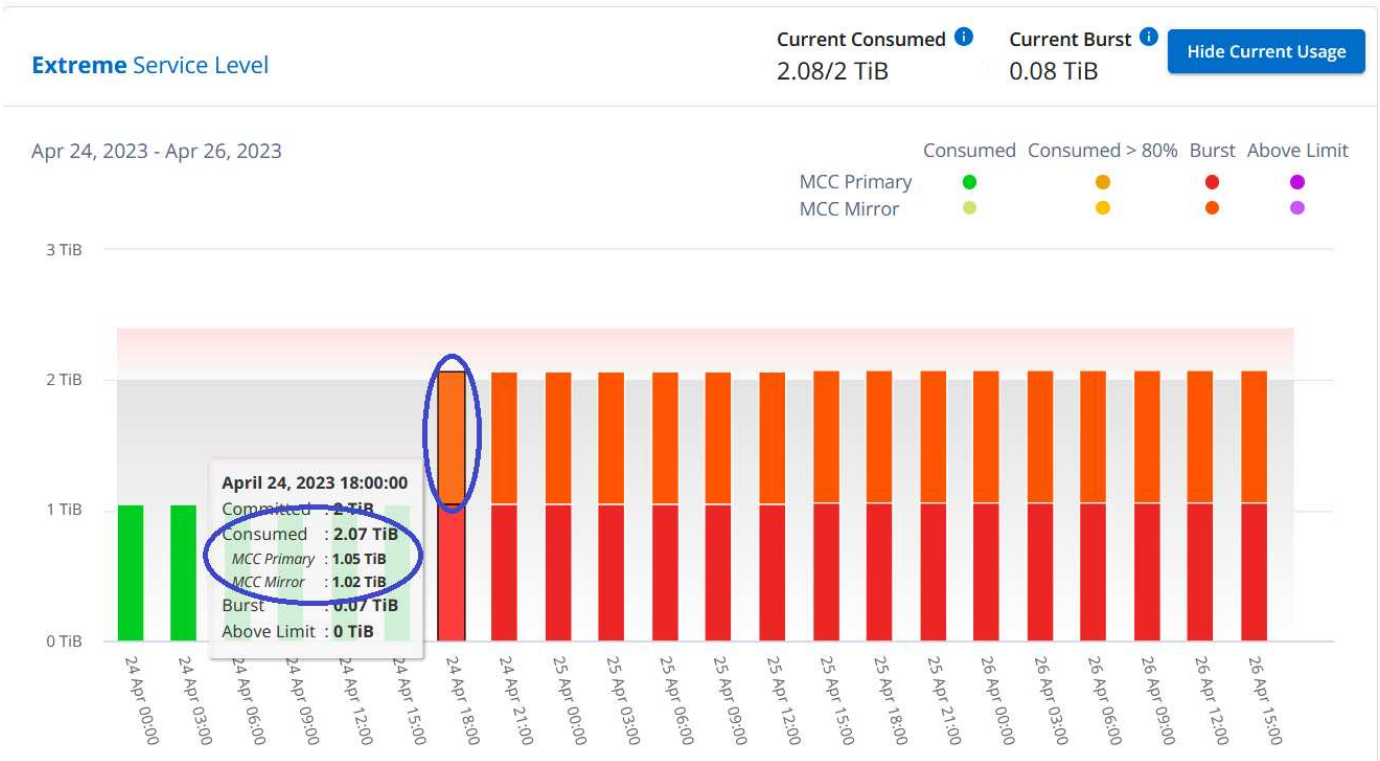 Extreme Service Level
Current Consumed
2.08/2 TiB
Current Burst
0.08 TiB
Hide Current Usage
Apr 24, 2023 - Apr 26, 2023
Consumed Consumed > 80% Burst Above Limit
MCC Primary
MCC Mirror
3 TiB
2 TiB
1 TiB
0 TiB
April 24, 2023 18:00:00
Committed : 2 TiB
Consumed : 2.07 TiB
MCC Primary : 1.05 TiB
MCC Mirror : 1.02 TiB
Burst : 0.07 TiB
Above Limit : 0 TiB
24 Apr 00:00
24 Apr 03:00
24 Apr 06:00
24 Apr 09:00
24 Apr 12:00
24 Apr 15:00
24 Apr 18:00
24 Apr 21:00
25 Apr 00:00
25 Apr 03:00
25 Apr 06:00
25 Apr 09:00
25 Apr 12:00
25 Apr 15:00
25 Apr 18:00
25 Apr 21:00
26 Apr 00:00
26 Apr 03:00
26 Apr 06:00
26 Apr 09:00
26 Apr 12:00
26 Apr 15:00